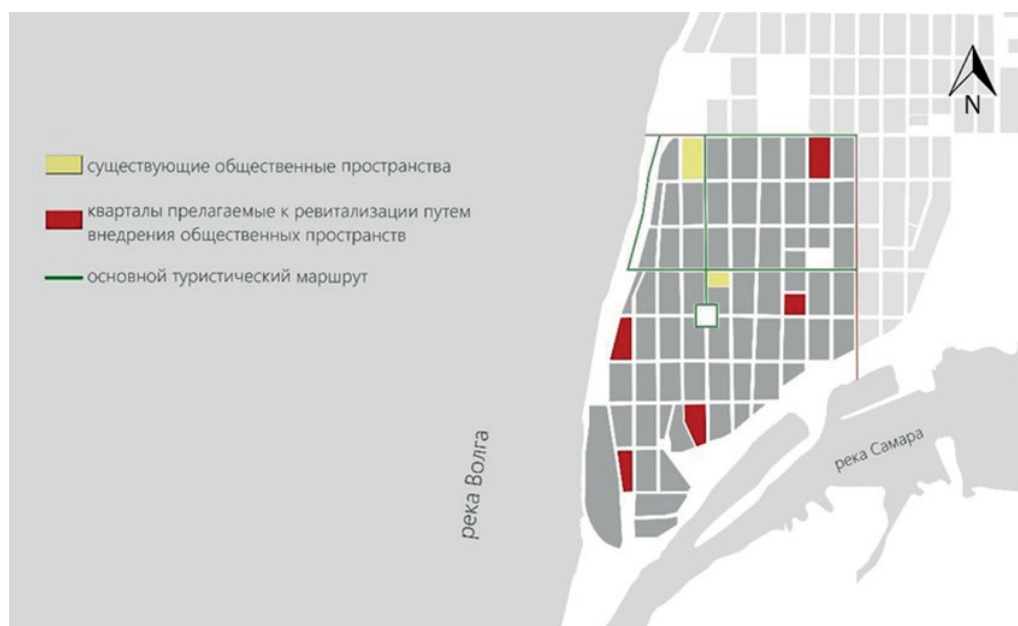 N
существующие общественные пространства
кварталы прелагаемые к ревитализации путем
внедрения общественных пространств
основной туристический маршрут
река Волга
река Самара